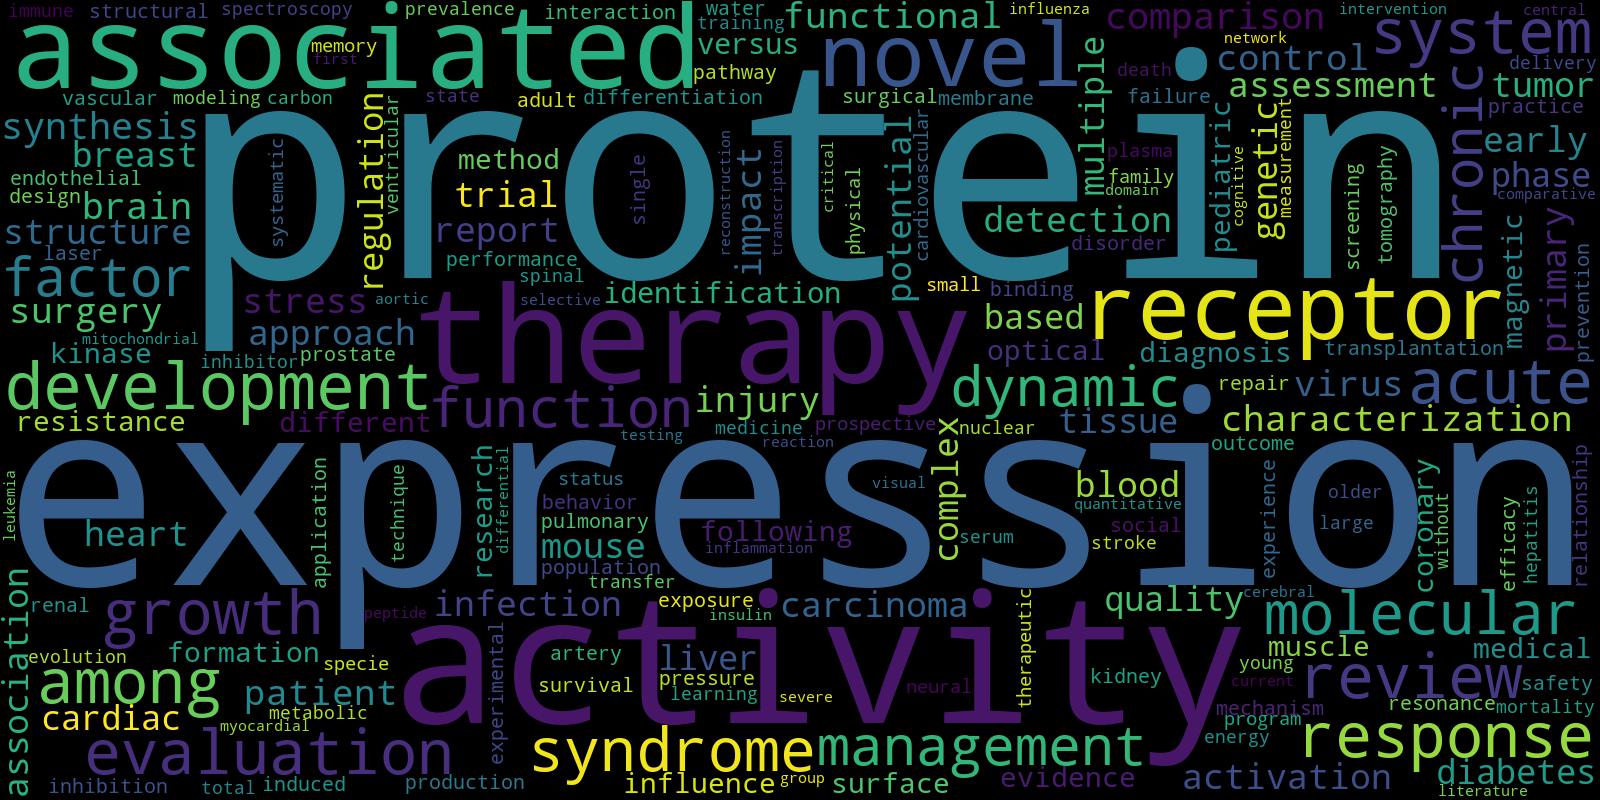 immune
structural
spectroscopy
prevalence
interaction
water
training
functional
influenza
comparison
intervention
central
associated
memory
first
versus
novel
network
control
system
pathway
death
delivery
assessment
tumor
vascular
modeling
carbon
state
adult
differentiation
surgical
membrane
multiple
failure
practice
synthesis
protein
regulation
ventricular
systematic
method
single
reconstruction
impact
transcription
critical
physical
potential
cardiovascular
plasma
family
domain
pediatric
cognitive
genetic
measurement
screening
tomography
chronic
early
breast
endothelial
design
brain
trial
phase
comparative
structure
report
detection
disorder
laser
performance
spinal
factor
stress
aortic
selective
identification
small
binding
magnetic
primary
prevention
surgery
approach
therapy
based
receptor
mitochondrial
kinase
inhibitor
prostate
optical
diagnosis
transplantation
development
function
injury
dynamic
repair
virus
acute
resistance
different
medicine
prospective
nuclear
tissue
characterization
testing
reaction
complex
outcome
expression
leukemia
heart
application
technique
research
differential
status
behavior
pulmonary
mouse
population
transfer
visual
following
inflammation
serum
blood
quantitative
social
stroke
experience
older
large
coronary
without
efficacy
hepatitis
relationship
association
renal
growth
peptide
infection
exposure
insulin
carcinoma
therapeutic
quality
cerebral
molecular
evolution
formation
specie
activity
experimental
artery
liver
pressure
learning
survival
severe
neural
kidney
young
current
muscle
medical
among
patient
review
safety
cardiac
metabolic
myocardial
mechanism
program
energy
resonance
mortality
evaluation
syndrome
management
response
inhibition
total
induced
production
influence
group
surface
evidence
activation
diabetes
literature